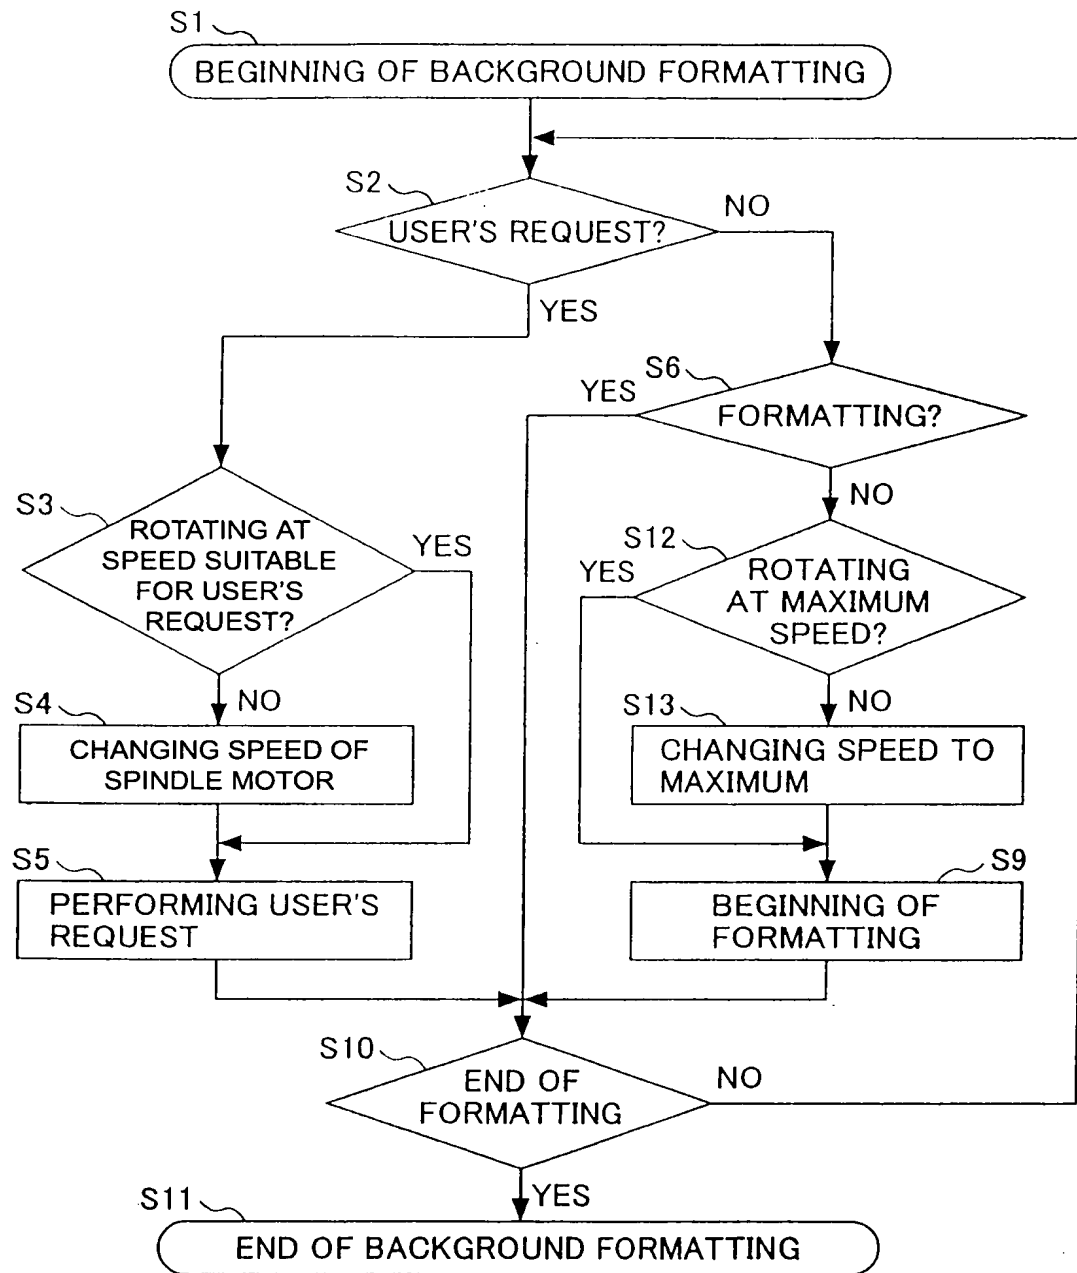 S1
BEGINNING OF BACKGROUND FORMATTING
S2
USER'S REQUEST?
NO
YES
S6
YES
FORMATTING?
NO
S3
ROTATING AT
SPEED SUITABLE
FOR USER'S
REQUEST?
YES
S12
YES
ROTATING
AT MAXIMUM
SPEED?
NO
S4
CHANGING SPEED OF
SPINDLE MOTOR
NO
S13
CHANGING SPEED TO
MAXIMUM
S5
PERFORMING USER'S
REQUEST
S9
BEGINNING OF
FORMATTING
S10
END OF
FORMATTING
NO
YES
S11
END OF BACKGROUND FORMATTING